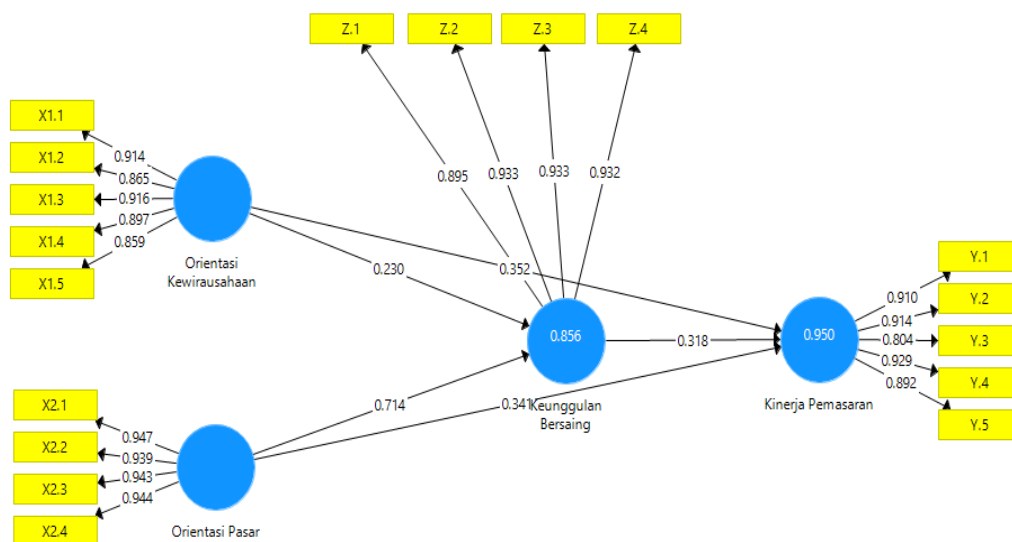 Z.1
Z.2
Z.3
Z.4
X1.1
X1.2
X1.3
X1.4
X1.5
0.914
0.865
0.916
0.897
0.859
Orientasi
Kewirausahaan
0.895
0.933
0.933
0.932
0.230
0.352
0.856
Keunggulan
Bersaing
0.318
0.950
Kinerja Pemasaran
0.910
0.914
0.804
0.929
0.892
Y.1
Y.2
Y.3
Y.4
Y.5
0.714
0.341
X2.1
X2.2
X2.3
X2.4
0.947
0.939
0.943
0.944
Orientasi Pasar